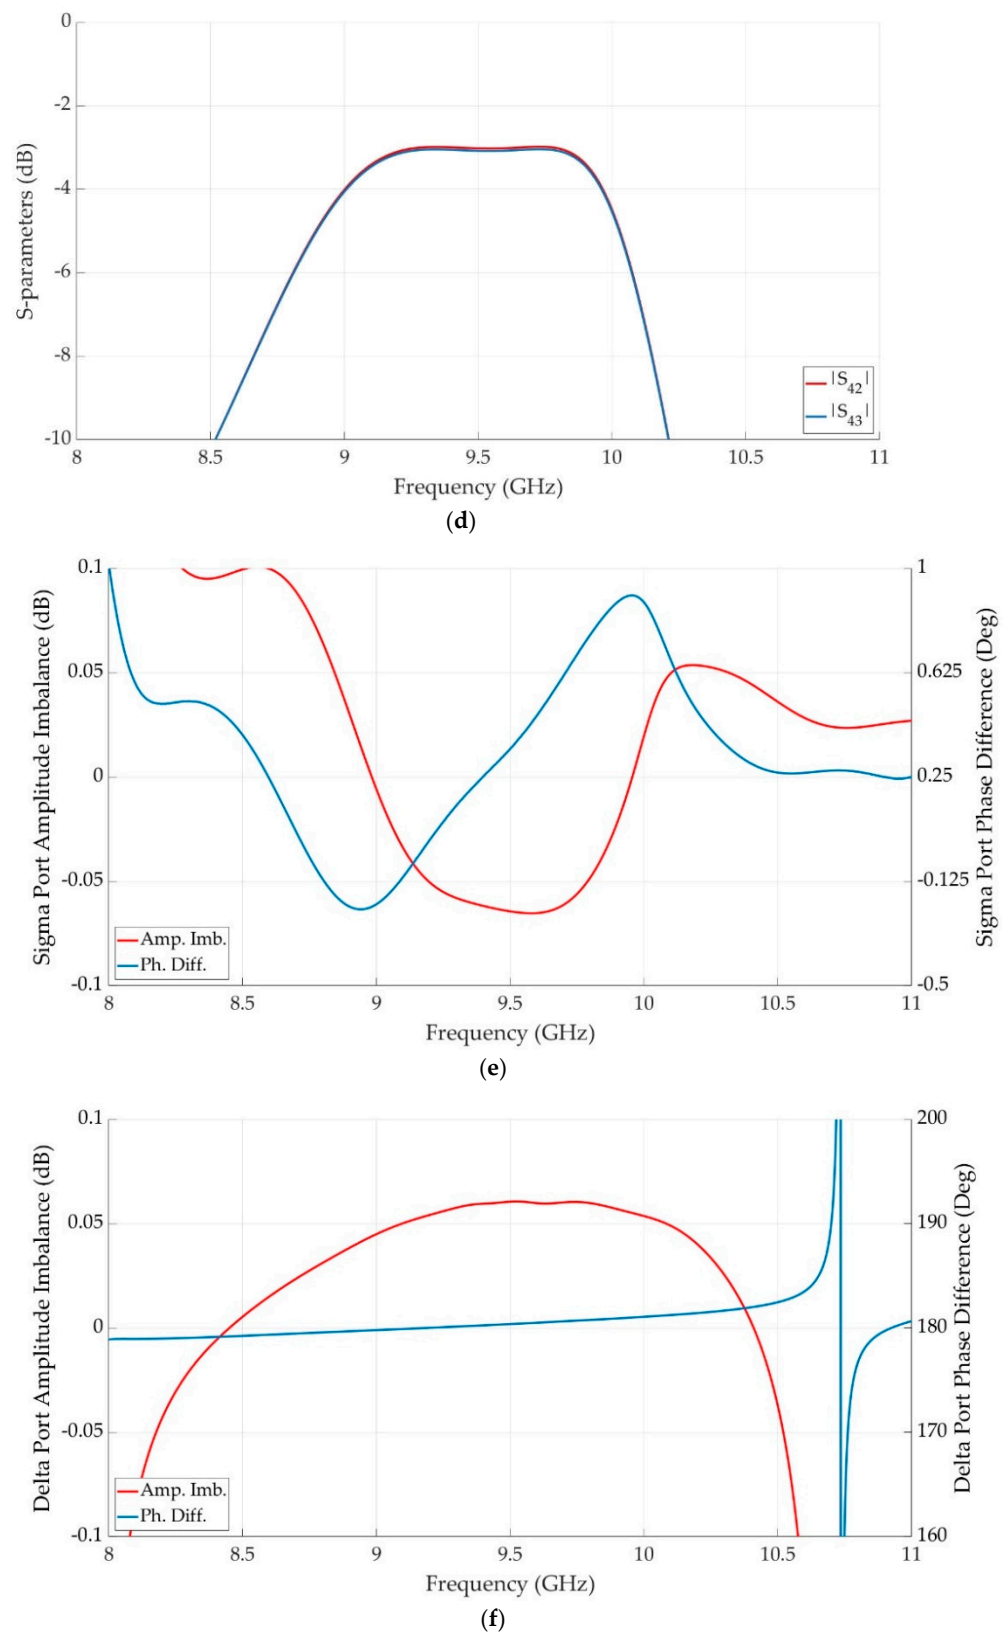 0
-2
-4
-6
-8
-10
S-parameters (dB)
|S42|
|S43|
8 8.5 9 9.5 10 10.5 11
Frequency (GHz)
(d)
0.1 1
0.05 0.625
0 0.25
-0.05 -0.125
-0.1 -0.5
Sigma Port Amplitude Imbalance (dB)
Sigma Port Phase Difference (Deg)
Amp. Imb.
Ph. Diff.
8 8.5 9 9.5 10 10.5 11
Frequency (GHz)
(e)
0.1 200
0.05 190
0 180
-0.05 170
-0.1 160
Delta Port Amplitude Imbalance (dB)
Delta Port Phase Difference (Deg)
Amp. Imb.
Ph. Diff.
8 8.5 9 9.5 10 10.5 11
Frequency (GHz)
(f)